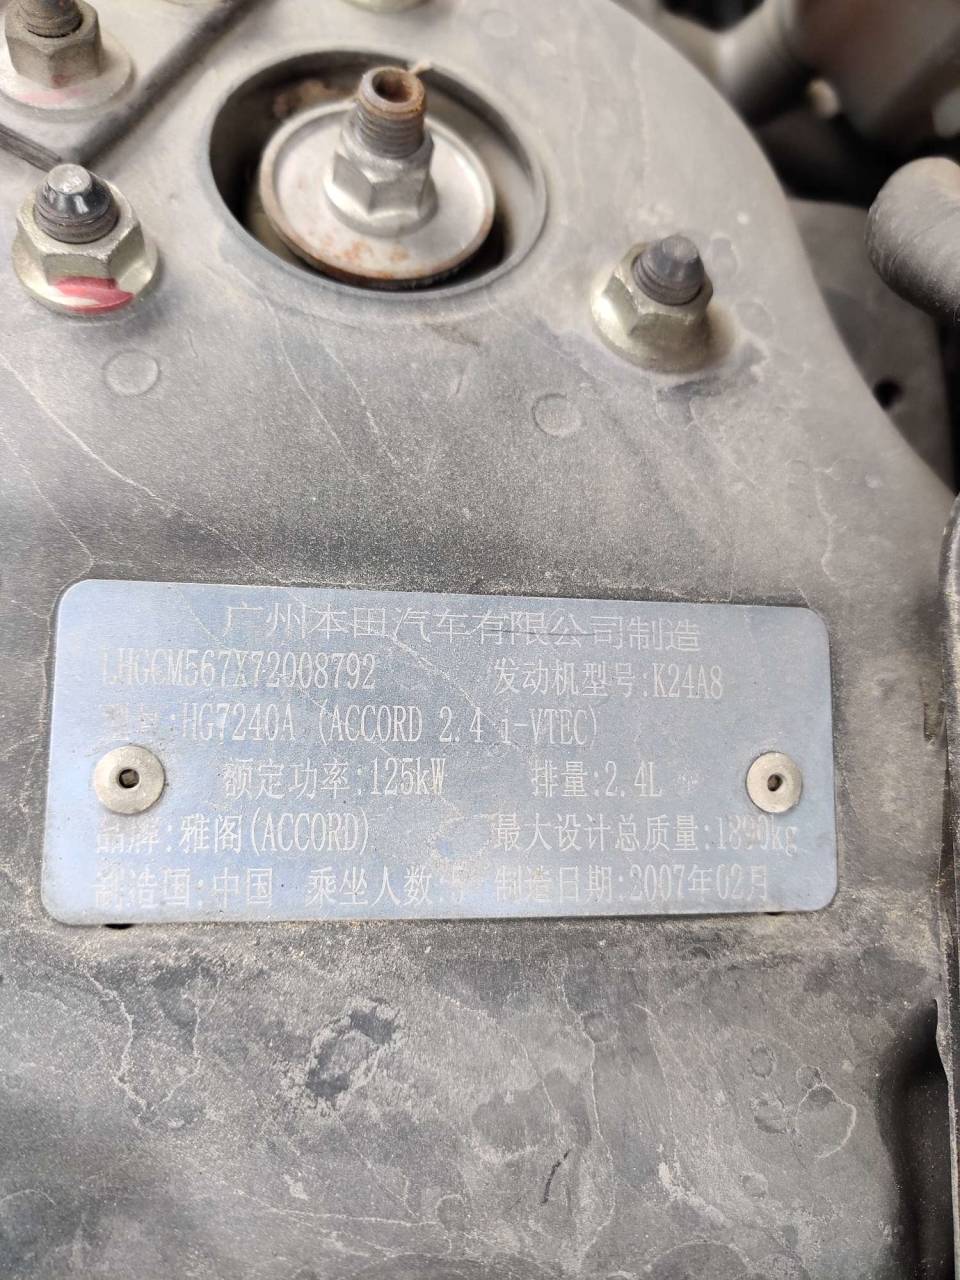 广州本田汽车有限公司制造
LHGCM567X72008792 发动机型号:K24A8
型号:HG7240A (ACCORD 2.4 i-VTEC)
额定功率:125kW 排量:2.4L
品牌:雅阁(ACCORD) 最大设计总质量:1890kg
制造国:中国 乘坐人数:5 制造日期:2007年02月